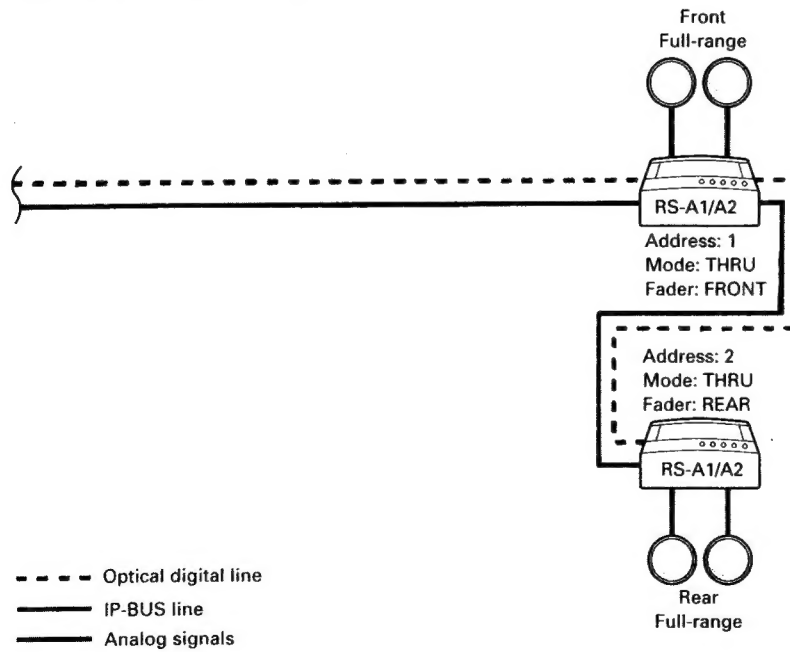 Front
Full-range
RS-A1/A2
Address: 1
Mode: THRU
Fader: FRONT
Address: 2
Mode: THRU
Fader: REAR
RS-A1/A2
Rear
Full-range
Optical digital line
IP-BUS line
Analog signals